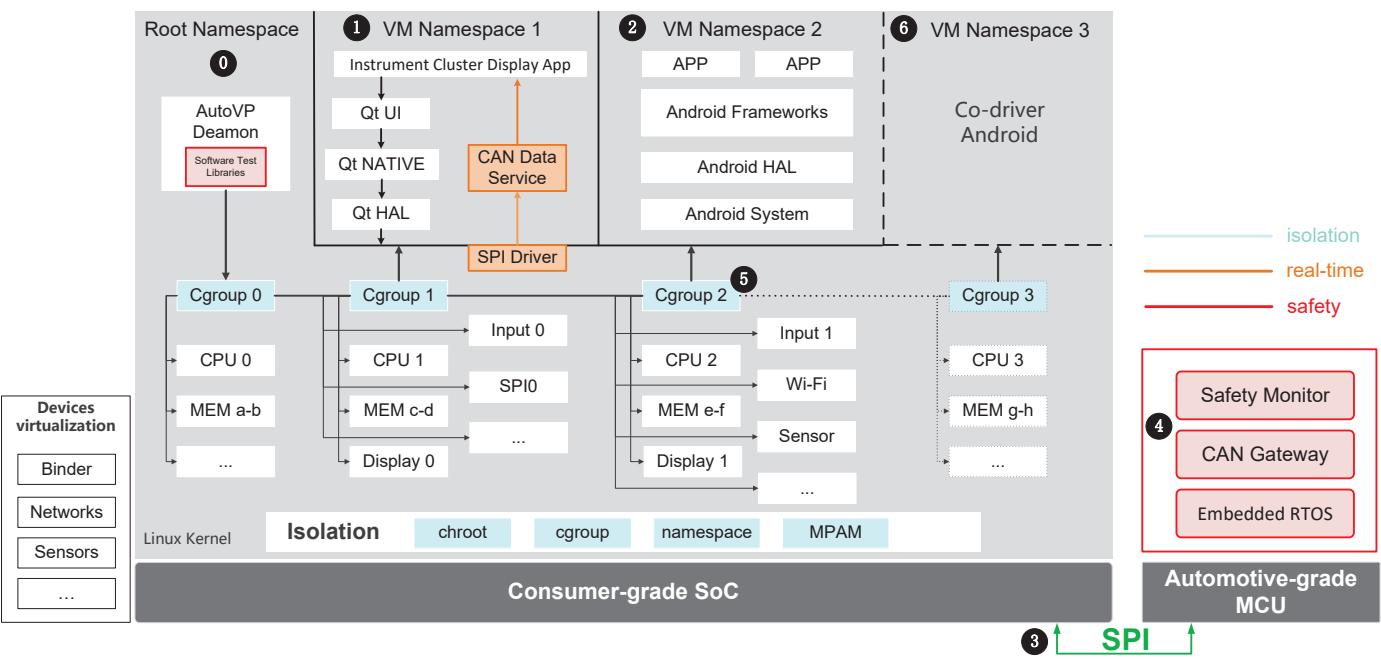 Root Namespace
0
AutoVP
Deamon
Software Test
Libraries
1 VM Namespace 1
Instrument Cluster Display App
Qt UI
Qt NATIVE
Qt HAL
CAN Data
Service
SPI Driver
2 VM Namespace 2
APP APP
Android Frameworks
Android HAL
Android System
6 VM Namespace 3
Co-driver
Android
isolation
real-time
safety
Cgroup 0
CPU 0
MEM a-b
...
Cgroup 1
Input 0
CPU 1
SPI0
MEM c-d
...
Display 0
Cgroup 2
5
Input 1
CPU 2
Wi-Fi
MEM e-f
Sensor
Display 1
...
Cgroup 3
CPU 3
MEM g-h
...
Devices
virtualization
Binder
Networks
Sensors
...
Linux Kernel
Isolation chroot cgroup namespace MPAM
Consumer-grade SoC
4
Safety Monitor
CAN Gateway
Embedded RTOS
Automotive-grade
MCU
3 SPI